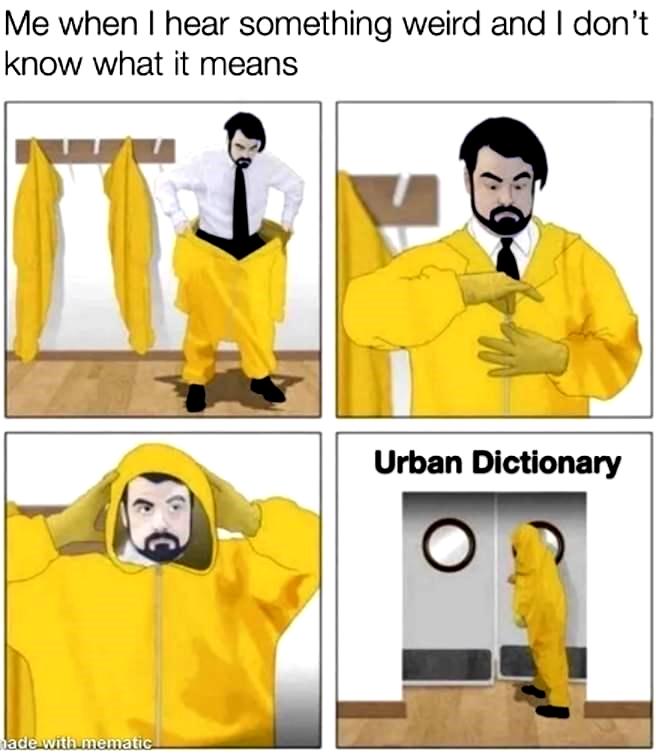 Me when I hear something weird and I don't
know what it means
Urban Dictionary
made with mematic